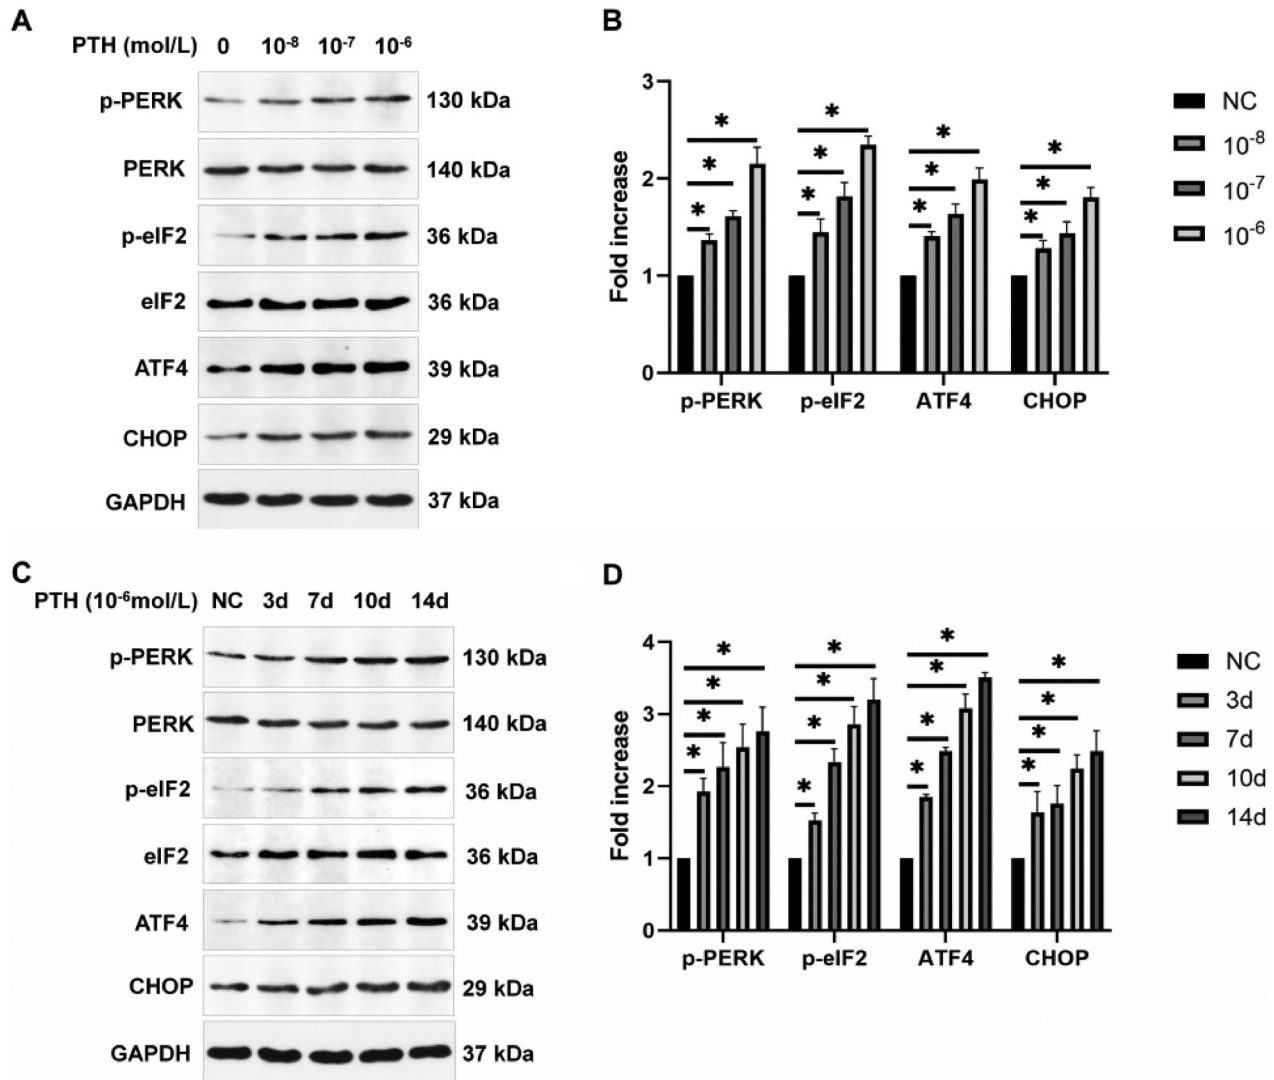 A
PTH (mol/L) 0 10-8 10-7 10-6
p-PERK 130 kDa
PERK 140 kDa
p-eIF2 36 kDa
eIF2 36 kDa
ATF4 39 kDa
CHOP 29 kDa
GAPDH 37 kDa
B
3
2
1
0
Fold increase
* * *
* * *
* * *
* * *
p-PERK p-eIF2 ATF4 CHOP
NC
10-8
10-7
10-6
C
PTH (10-6mol/L) NC 3d 7d 10d 14d
p-PERK 130 kDa
PERK 140 kDa
p-eIF2 36 kDa
eIF2 36 kDa
ATF4 39 kDa
CHOP 29 kDa
GAPDH 37 kDa
D
4
3
2
1
0
Fold increase
* * * *
* * * *
* * * *
* * * *
p-PERK p-eIF2 ATF4 CHOP
NC
3d
7d
10d
14d